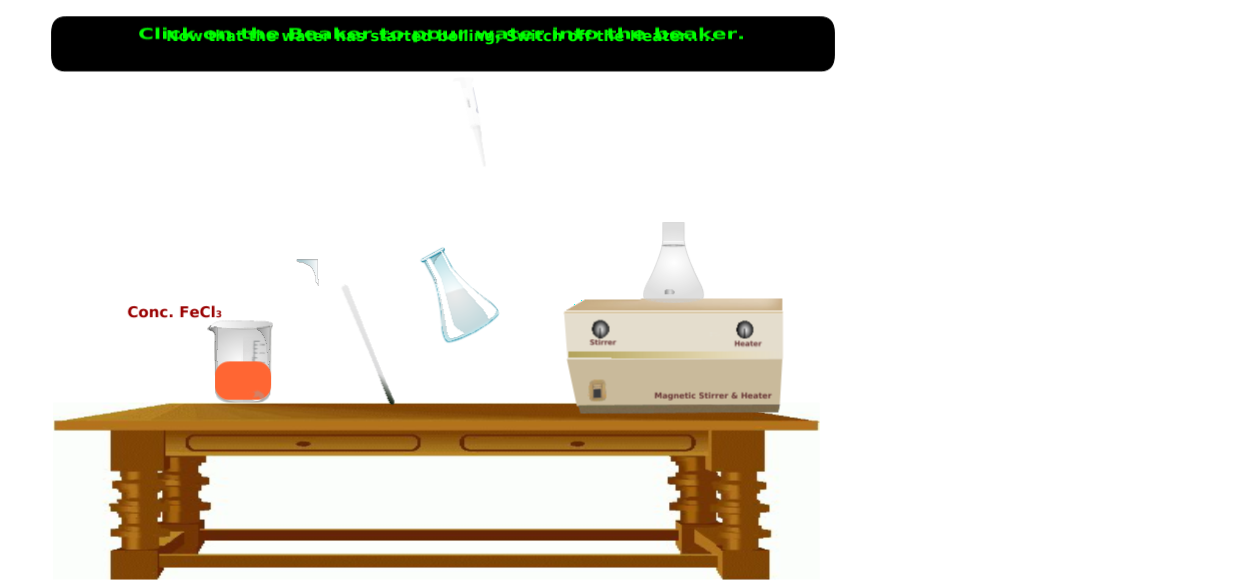 Click on the Beaker to pour water into the beaker.
Now that the water has started boiling, Switch off the Heater....
Conc. FeCl₃
Stirrer
Heater
Magnetic Stirrer & Heater